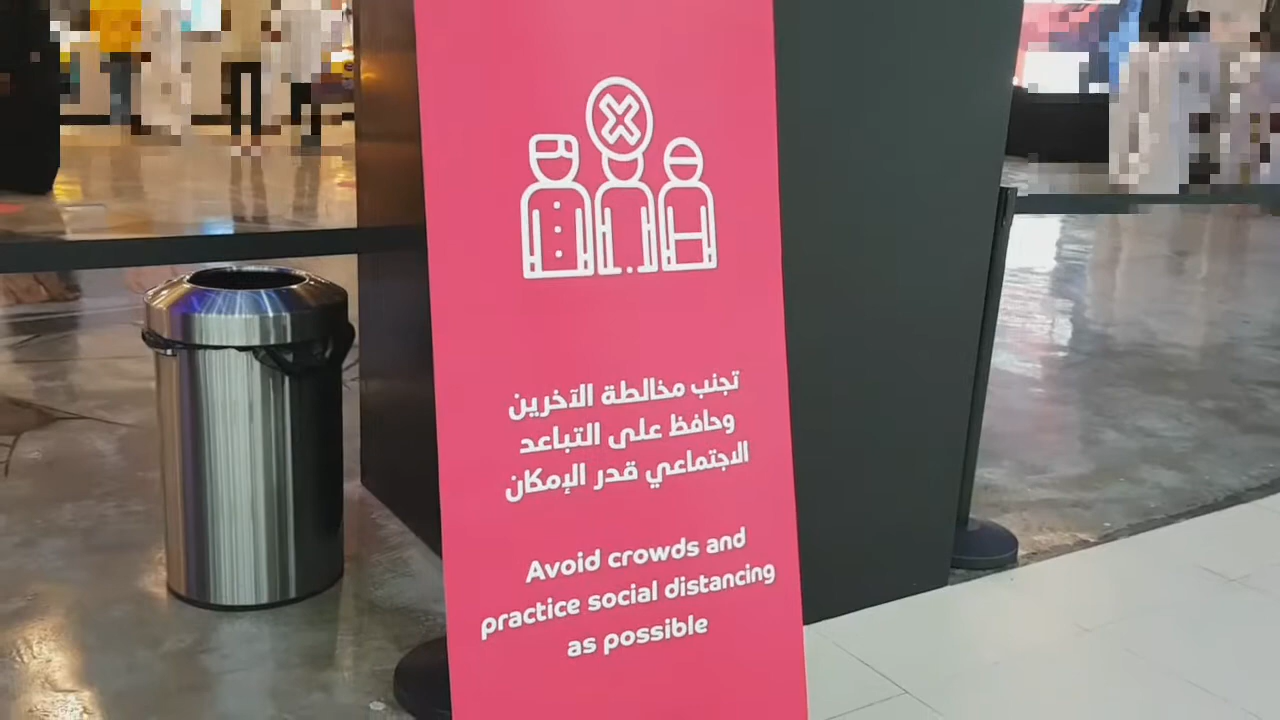 تجنب مخالطة الآخرين
وحافظ على التباعد
الاجتماعي قدر الإمكان
Avoid crowds and
practice social distancing
as possible